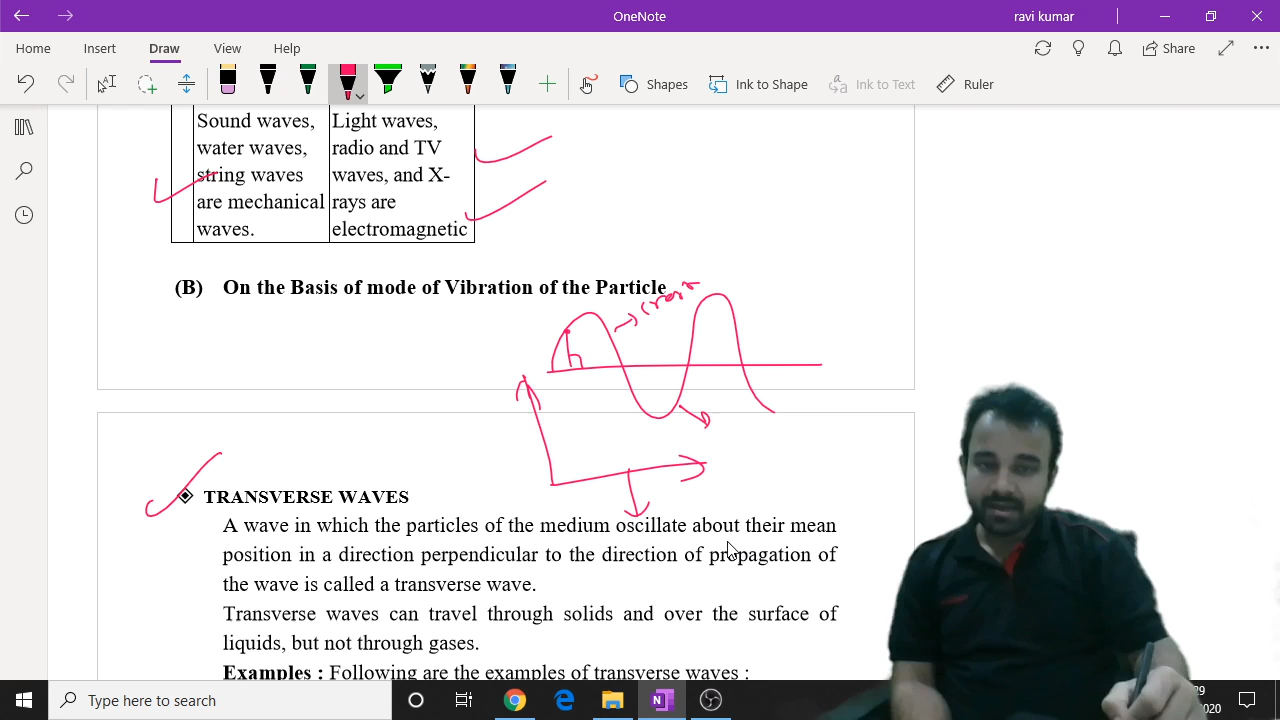 OneNote
ravi kumar
Home Insert Draw View Help
Share
Shapes Ink to Shape Ink to Text Ruler
Sound waves, water waves, string waves are mechanical waves.
Light waves, radio and TV waves, and X-rays are electromagnetic
(B) On the Basis of mode of Vibration of the Particle
TRANSVERSE WAVES
A wave in which the particles of the medium oscillate about their mean
position in a direction perpendicular to the direction of propagation of
the wave is called a transverse wave.
Transverse waves can travel through solids and over the surface of
liquids, but not through gases.
Examples : Following are the examples of transverse waves :
Type here to search
29
2020